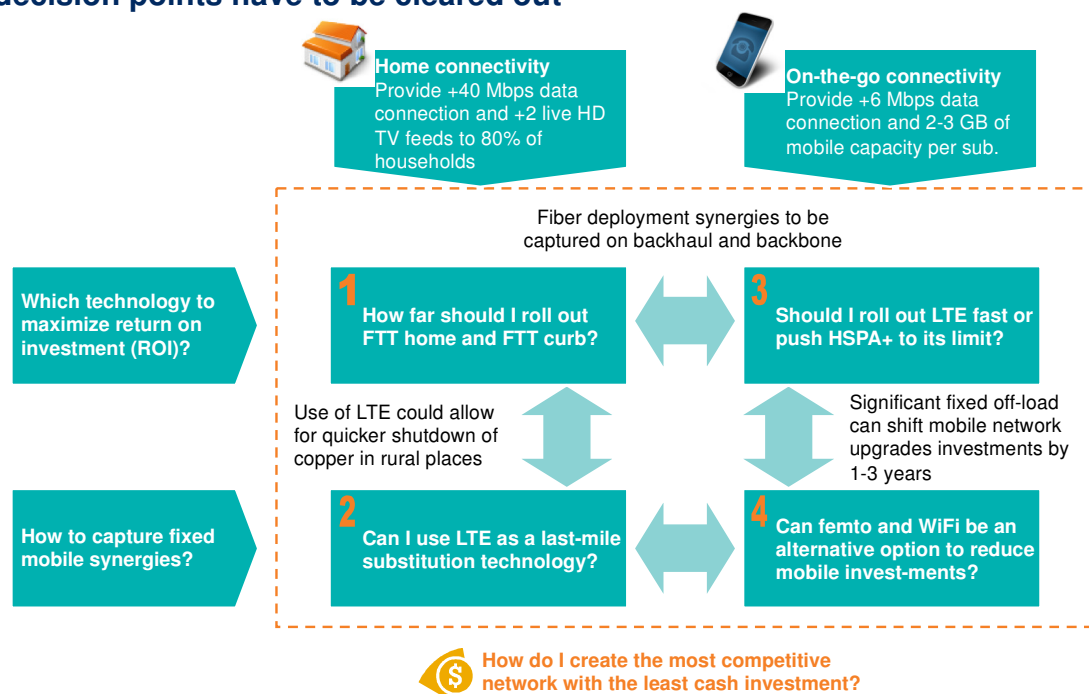 decision points have to be cleared out
Home connectivity
Provide +40 Mbps data
connection and +2 live HD
TV feeds to 80% of
households
On-the-go connectivity
Provide +6 Mbps data
connection and 2-3 GB of
mobile capacity per sub.
Fiber deployment synergies to be
captured on backhaul and backbone
Which technology to
maximize return on
investment (ROI)?
1
How far should I roll out
FTT home and FTT curb?
3
Should I roll out LTE fast or
push HSPA+ to its limit?
Use of LTE could allow
for quicker shutdown of
copper in rural places
Significant fixed off-load
can shift mobile network
upgrades investments by
1-3 years
How to capture fixed
mobile synergies?
2
Can I use LTE as a last-mile
substitution technology?
4
Can femto and WiFi be an
alternative option to reduce
mobile invest-ments?
$
How do I create the most competitive
network with the least cash investment?